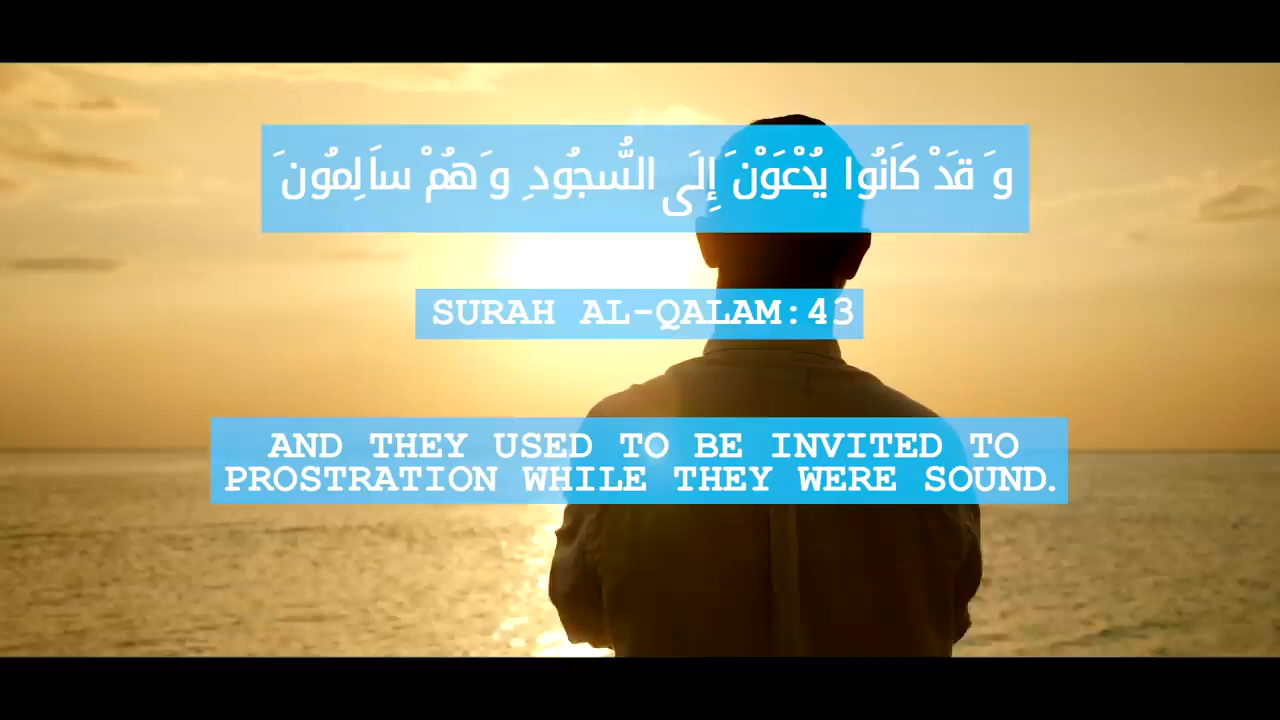 وَ قَدْ كَانُوا يُدْعَوْنَ إِلَى السُّجُودِ وَ هُمْ سَالِمُونَ
SURAH AL-QALAM:43
AND THEY USED TO BE INVITED TO
PROSTRATION WHILE THEY WERE SOUND.